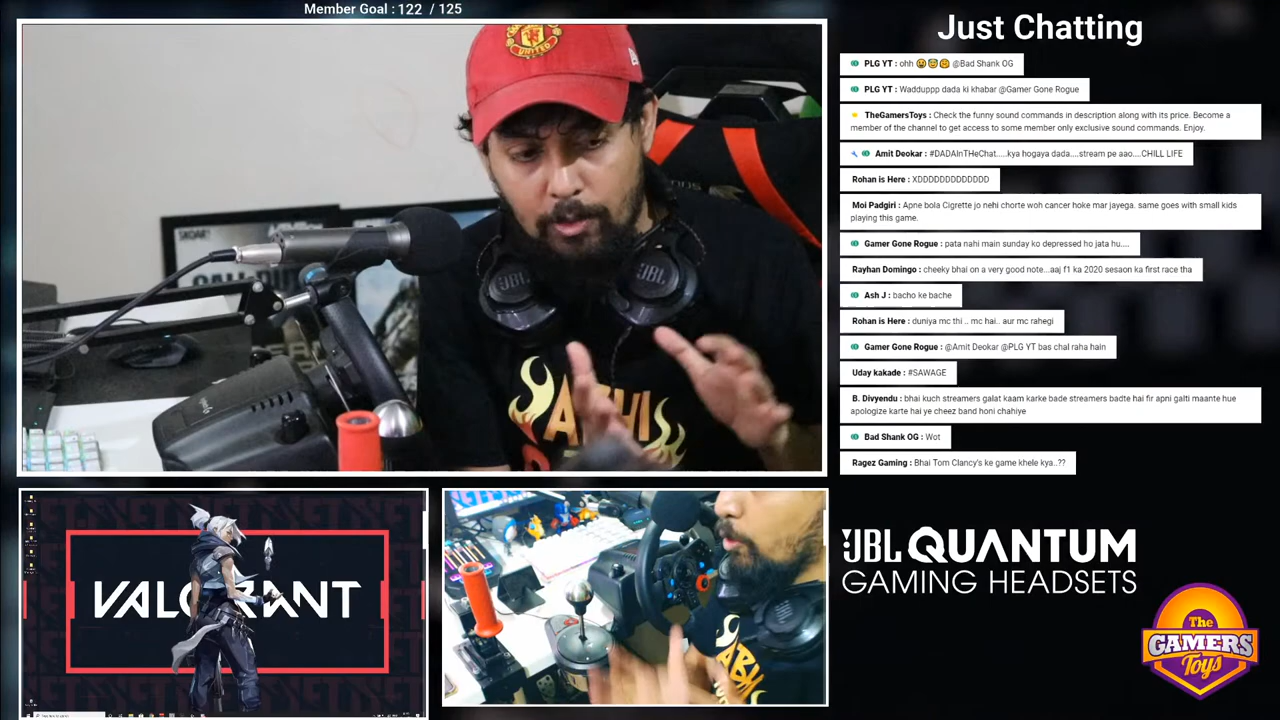 Member Goal : 122 / 125
Just Chatting
PLG YT : ohh 😀😇🙃 @Bad Shank OG
PLG YT : Wadduppp dada ki khabar @Gamer Gone Rogue
TheGamersToys : Check the funny sound commands in description along with its price. Become a
member of the channel to get access to some member only exclusive sound commands. Enjoy.
Amit Deokar : #DADAInTHeChat.....kya hogaya dada....stream pe aao....CHILL LIFE
Rohan is Here : XDDDDDDDDDDDDD
Moi Padgiri : Apne bola Cigrette jo nehi chorte woh cancer hoke mar jayega. same goes with small kids
playing this game.
Gamer Gone Rogue : pata nahi main sunday ko depressed ho jata hu....
Rayhan Domingo : cheeky bhai on a very good note...aaj f1 ka 2020 sesaon ka first race tha
Ash J : bacho ke bache
Rohan is Here : duniya mc thi .. mc hai.. aur mc rahegi
Gamer Gone Rogue : @Amit Deokar @PLG YT bas chal raha hain
Uday kakade : #SAWAGE
B. Divyendu : bhai kuch streamers galat kaam karke bade streamers badte hai fir apni galti maante hue
apologize karte hai ye cheez band honi chahiye
Bad Shank OG : Wot
Ragez Gaming : Bhai Tom Clancy's ke game khele kya..??
UNITED
JBL
JBL
ABHI
VALORANT
ABHI
JBL QUANTUM
GAMING HEADSETS
The
GAMERS
Toys